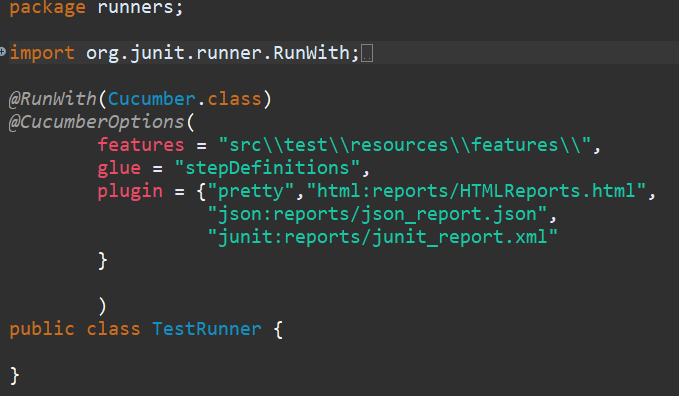 package runners;
import org.junit.runner.RunWith;
@RunWith(Cucumber.class)
@CucumberOptions(
features = "src\\test\\resources\\features\\",
glue = "stepDefinitions",
plugin = {"pretty","html:reports/HTMLReports.html",
"json:reports/json_report.json",
"junit:reports/junit_report.xml"
}
)
public class TestRunner {
}